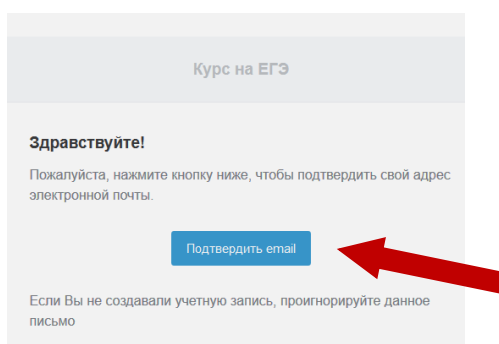 Курс на ЕГЭ
Здравствуйте!
Пожалуйста, нажмите кнопку ниже, чтобы подтвердить свой адрес
электронной почты.
Подтвердить email
Если Вы не создавали учетную запись, проигнорируйте данное
письмо